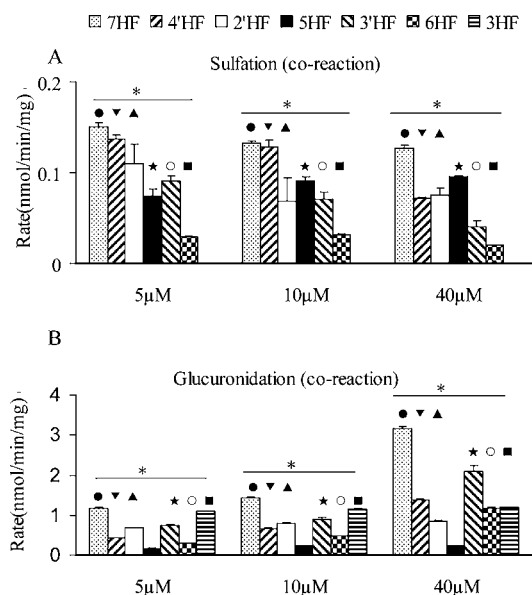 7HF 4'HF 2'HF 5HF 3'HF 6HF 3HF
A
Sulfation (co-reaction)
*
*
*
0.2
0.1
0
Rate(nmol/min/mg)
5µM 10µM 40µM
B
Glucuronidation (co-reaction)
*
*
*
4
3
2
1
0
Rate(nmol/min/mg)
5µM 10µM 40µM